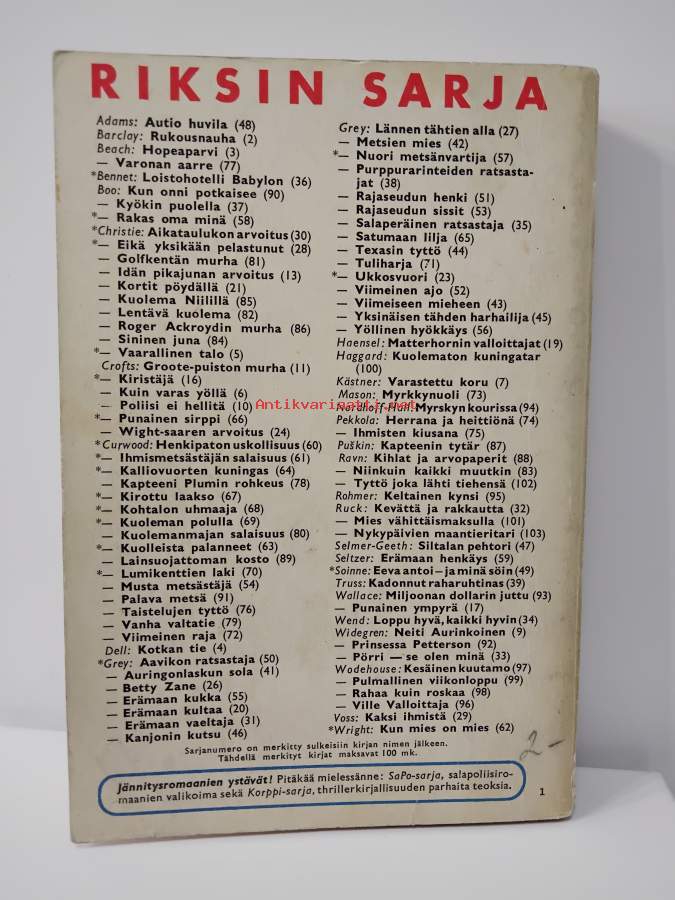 RIKSIN SARJA
Adams: Autio huvila (48)
Barclay: Rukousnauha (2)
Beach: Hopeaparvi (3)
— Varonan aarre (77)
*Bennet: Loistohotelli Babylon (36)
Boo: Kun onni potkaisee (90)
— Kyökin puolella (37)
*— Rakas oma minä (58)
*Christie: Aikataulukon arvoitus (30)
*— Eikä yksikään pelastunut (28)
— Golfkentän murha (81)
— Idän pikajunan arvoitus (13)
— Kortit pöydällä (21)
— Kuolema Niilillä (85)
— Lentävä kuolema (82)
— Roger Ackroydin murha (86)
— Sininen juna (84)
*— Vaarallinen talo (5)
Crofts: Groote-puiston murha (11)
*— Kiristäjä (16)
— Kuin varas yöllä (6)
— Poliisi ei hellitä (10)
*— Punainen sirppi (66)
— Wight-saaren arvoitus (24)
*Curwood: Henkipaton uskollisuus (60)
*— Ihmismetsästäjän salaisuus (61)
*— Kalliovuorten kuningas (64)
— Kapteeni Plumin rohkeus (78)
*— Kirottu laakso (67)
*— Kohtalon uhmaaja (68)
*— Kuoleman polulla (69)
— Kuolemanmajan salaisuus (80)
*— Kuolleista palanneet (63)
— Lainsuojattoman kosto (89)
*— Lumikenttien laki (70)
— Musta metsästäjä (54)
— Palava metsä (91)
— Taistelujen tyttö (76)
— Vanha valtatie (79)
— Viimeinen raja (72)
Dell: Kotkan tie (4)
*Grey: Aavikon ratsastaja (50)
— Auringonlaskun sola (41)
— Betty Zane (26)
— Erämaan kukka (55)
— Erämaan kultaa (20)
— Erämaan vaeltaja (31)
— Kanjonin kutsu (46)
Grey: Lännen tähtien alla (27)
— Metsien mies (42)
*— Nuori metsänvartija (57)
— Purppurarinteiden ratsasta-
jat (38)
— Rajaseudun henki (51)
— Rajaseudun sissit (53)
— Salaperäinen ratsastaja (35)
— Satumaan lilja (65)
— Texasin tyttö (44)
— Tuliharja (71)
*— Ukkosvuori (23)
— Viimeinen ajo (52)
— Viimeiseen mieheen (43)
— Yksinäisen tähden harhailija (45)
— Yöllinen hyökkäys (56)
Haensel: Matterhornin valloittajat (19)
Haggard: Kuolematon kuningatar
(100)
Kästner: Varastettu koru (7)
Mason: Myrkkynuoli (73)
Nordhoff-Hall: Myrskyn kourissa (94)
Pekkola: Herrana ja heittiönä (74)
— Ihmisten kiusana (75)
Puškin: Kapteenin tytär (87)
Ravn: Kihlat ja arvopaperit (88)
— Niinkuin kaikki muutkin (83)
— Tyttö joka lähti tiehensä (102)
Rohmer: Keltainen kynsi (95)
Ruck: Kevättä ja rakkautta (32)
— Mies vähittäismaksulla (101)
— Nykypäivien maantieritari (103)
Selmer-Geeth: Siltalan pehtori (47)
Seltzer: Erämaan henkäys (59)
*Soinne: Eeva antoi – ja minä söin (49)
Truss: Kadonnut raharuhtinas (39)
Wallace: Miljoonan dollarin juttu (93)
— Punainen ympyrä (17)
Wend: Loppu hyvä, kaikki hyvin (34)
Widegren: Neiti Aurinkoinen (9)
— Prinsessa Petterson (92)
— Pörri — se olen minä (33)
Wodehouse: Kesäinen kuutamo (97)
— Pulmallinen viikonloppu (99)
— Rahaa kuin roskaa (98)
— Ville Valloittaja (96)
Voss: Kaksi ihmistä (29)
*Wright: Kun mies on mies (62)
Sarjanumero on merkitty sulkeisiin kirjan nimen jälkeen.
Tähdellä merkityt kirjat maksavat 100 mk.
2-
Jännitysromaanien ystävät! Pitäkää mielessänne: SaPo-sarja, salapoliisiro-
maanien valikoima sekä Korppi-sarja, thrillerkirjallisuuden parhaita teoksia.
1
Antikvariaatti.net